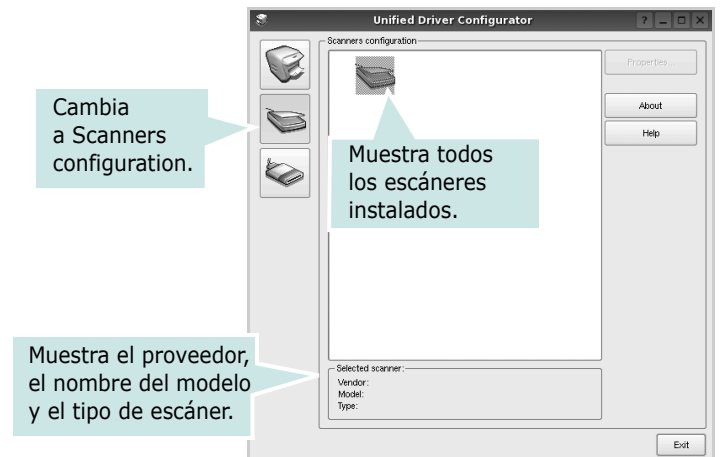 Unified Driver Configurator
Scanners configuration
Properties...
About
Help
Cambia
a Scanners
configuration.
Muestra todos
los escáneres
instalados.
Muestra el proveedor,
el nombre del modelo
y el tipo de escáner.
Selected scanner:
Vendor:
Model:
Type:
Exit